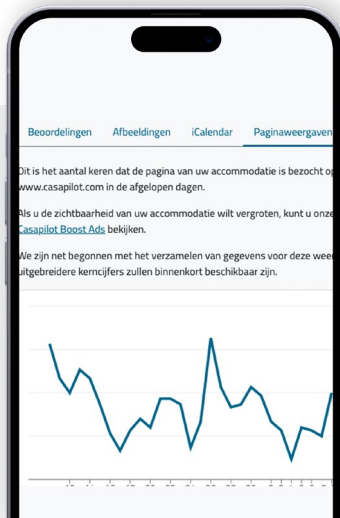 Beoordelingen Afbeeldingen iCalendar Paginaweergaven
Dit is het aantal keren dat de pagina van uw accommodatie is bezocht op
www.casapilot.com in de afgelopen dagen.
Als u de zichtbaarheid van uw accommodatie wilt vergroten, kunt u onze
Casapilot Boost Ads bekijken.
We zijn net begonnen met het verzamelen van gegevens voor deze weer
uitgebreidere kerncijfers zullen binnenkort beschikbaar zijn.